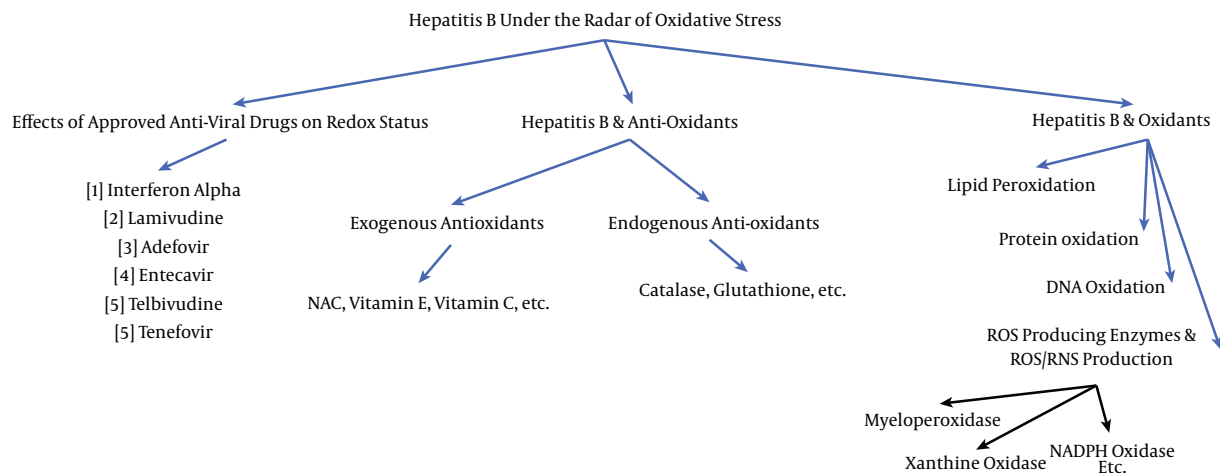 Hepatitis B Under the Radar of Oxidative Stress
Effects of Approved Anti-Viral Drugs on Redox Status
[1] Interferon Alpha
[2] Lamivudine
[3] Adefovir
[4] Entecavir
[5] Telbivudine
[5] Tenefovir
Hepatitis B & Anti-Oxidants
Exogenous Antioxidants
NAC, Vitamin E, Vitamin C, etc.
Endogenous Anti-oxidants
Catalase, Glutathione, etc.
Hepatitis B & Oxidants
Lipid Peroxidation
Protein oxidation
DNA Oxidation
ROS Producing Enzymes &
ROS/RNS Production
Myeloperoxidase
Xanthine Oxidase
NADPH Oxidase
Etc.